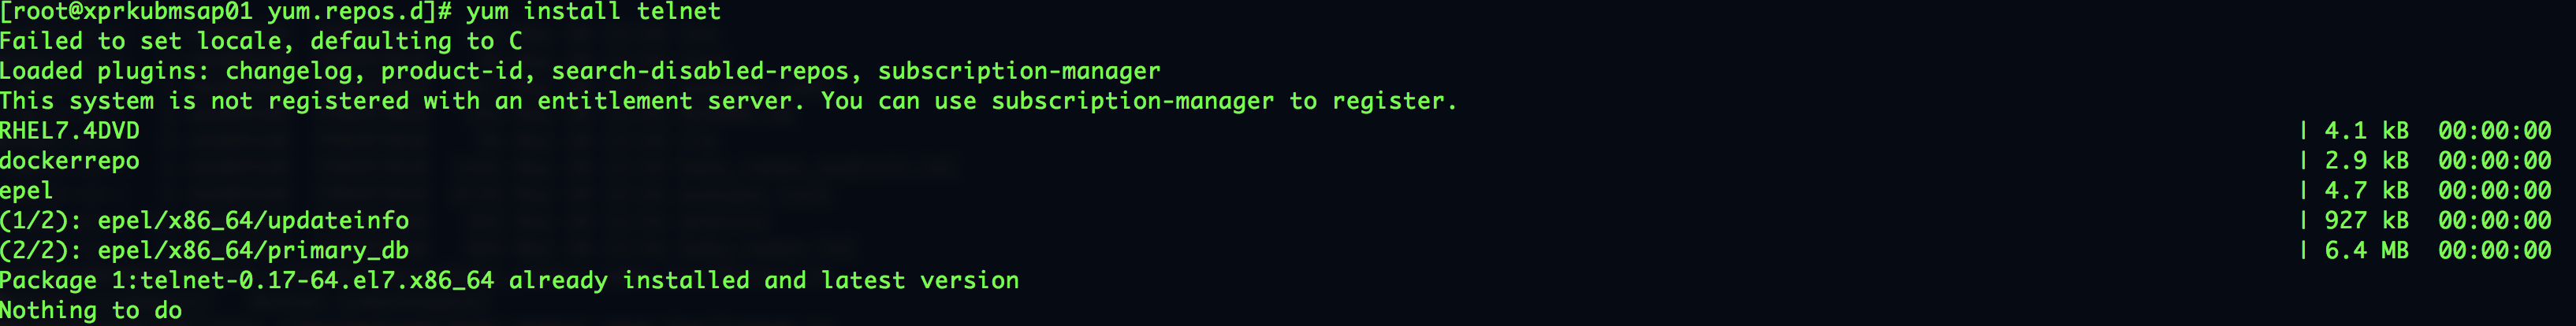 [root@xprkubmsap01 yum.repos.d]# yum install telnet
Failed to set locale, defaulting to C
Loaded plugins: changelog, product-id, search-disabled-repos, subscription-manager
This system is not registered with an entitlement server. You can use subscription-manager to register.
RHEL7.4DVD | 4.1 kB 00:00:00
dockerrepo | 2.9 kB 00:00:00
epel | 4.7 kB 00:00:00
(1/2): epel/x86_64/updateinfo | 927 kB 00:00:00
(2/2): epel/x86_64/primary_db | 6.4 MB 00:00:00
Package 1:telnet-0.17-64.el7.x86_64 already installed and latest version
Nothing to do